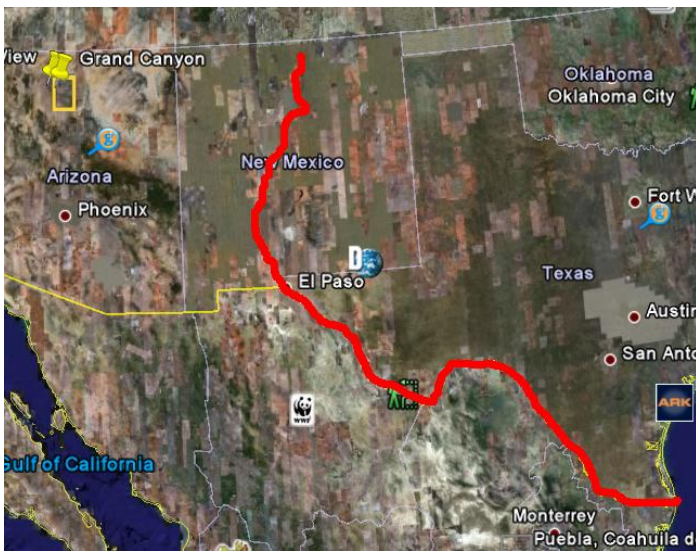 View
Grand Canyon
Oklahoma
Oklahoma City
g
New Mexico
Arizona
Phoenix
Fort W
g
D
El Paso
Texas
Austin
San Anto
ARK
WWF
Gulf of California
Monterrey
Puebla, Coahuila d